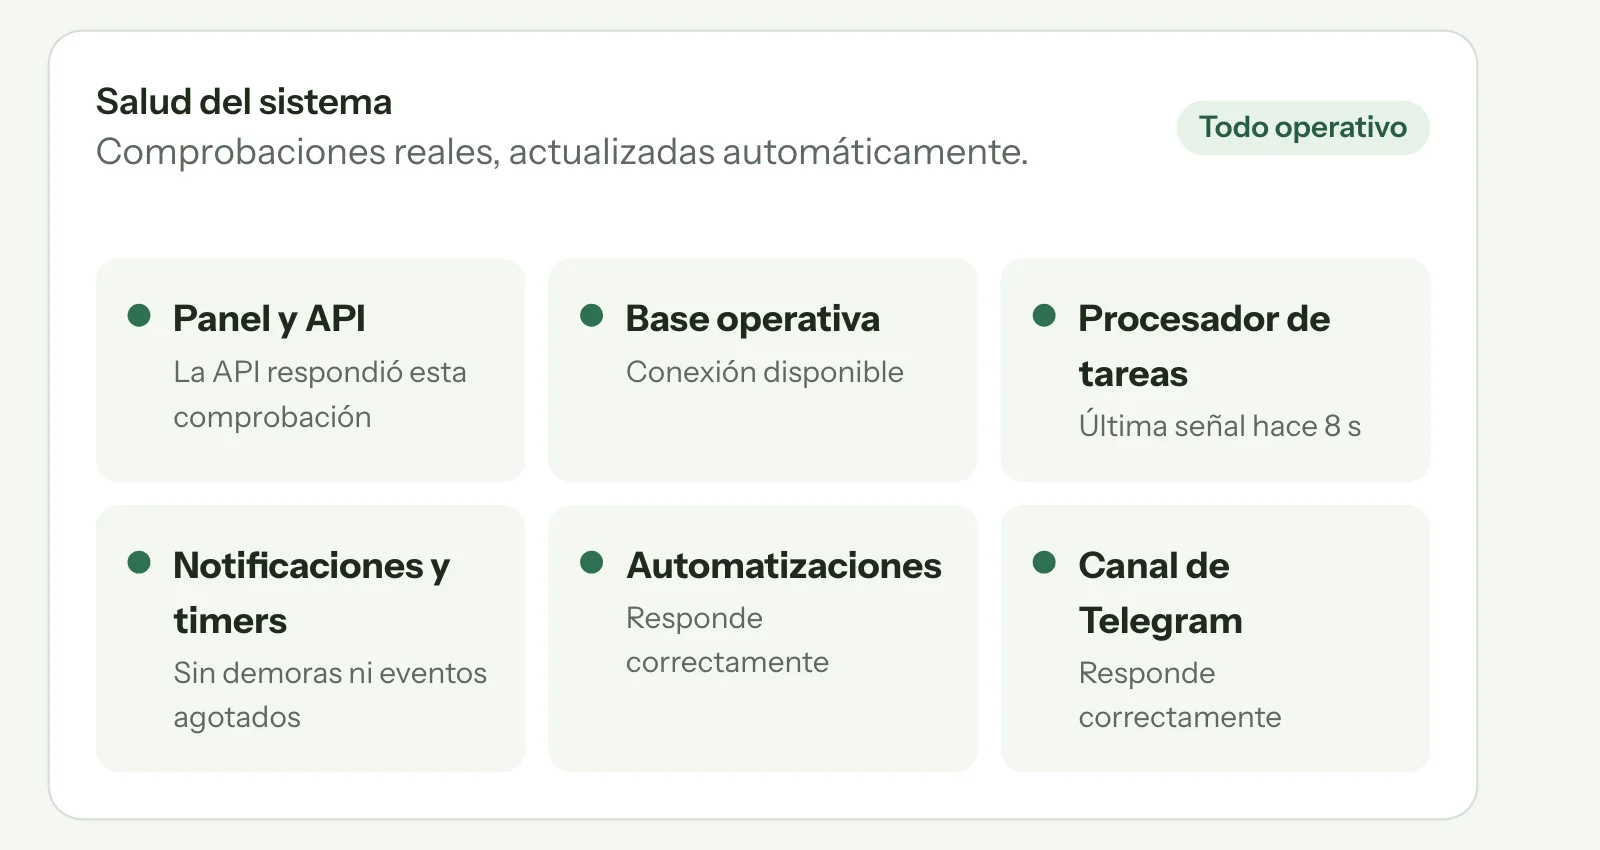 Salud del sistema
Comprobaciones reales, actualizadas automáticamente.
Todo operativo
Panel y API
La API respondió esta
comprobación
Base operativa
Conexión disponible
Procesador de
tareas
Última señal hace 8 s
Notificaciones y
timers
Sin demoras ni eventos
agotados
Automatizaciones
Responde
correctamente
Canal de
Telegram
Responde
correctamente